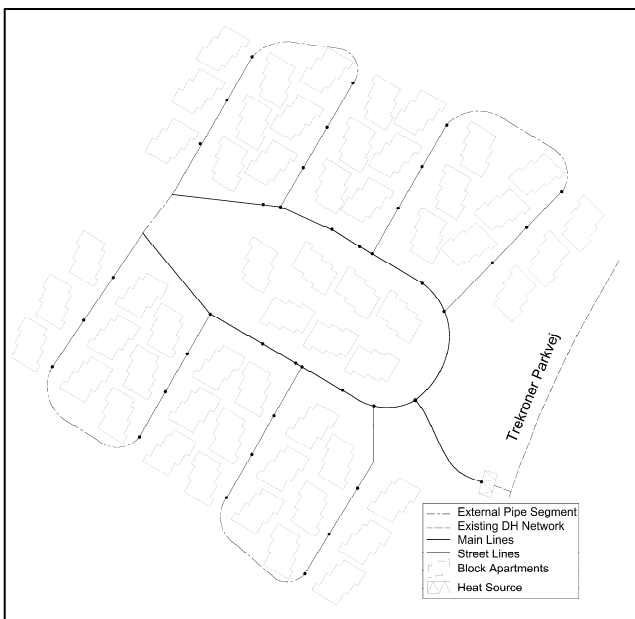 Trekroner Parkvej
External Pipe Segment
Existing DH Network
Main Lines
Street Lines
Block Apartments
Heat Source